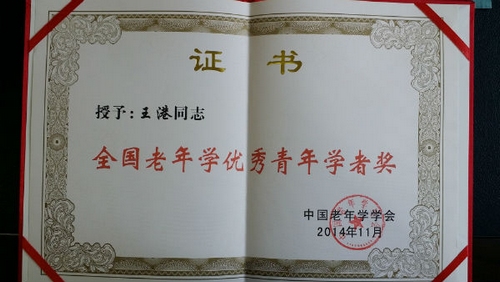 证 书
授予：王港同志
全国老年学优秀青年学者奖
中国老年学学会
2014年11月